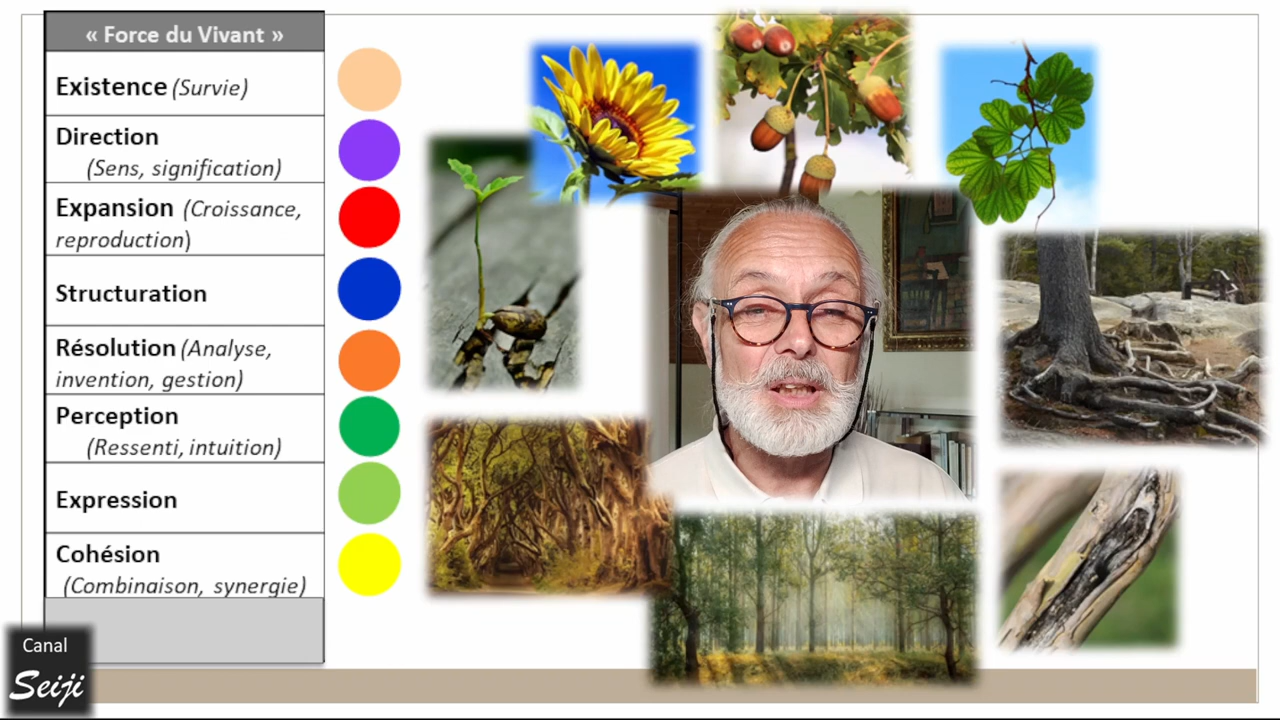 « Force du Vivant »
Existence (Survie)
Direction
(Sens, signification)
Expansion (Croissance,
reproduction)
Structuration
Résolution (Analyse,
invention, gestion)
Perception
(Ressenti, intuition)
Expression
Cohésion
(Combinaison, synergie)
Canal
Seiji